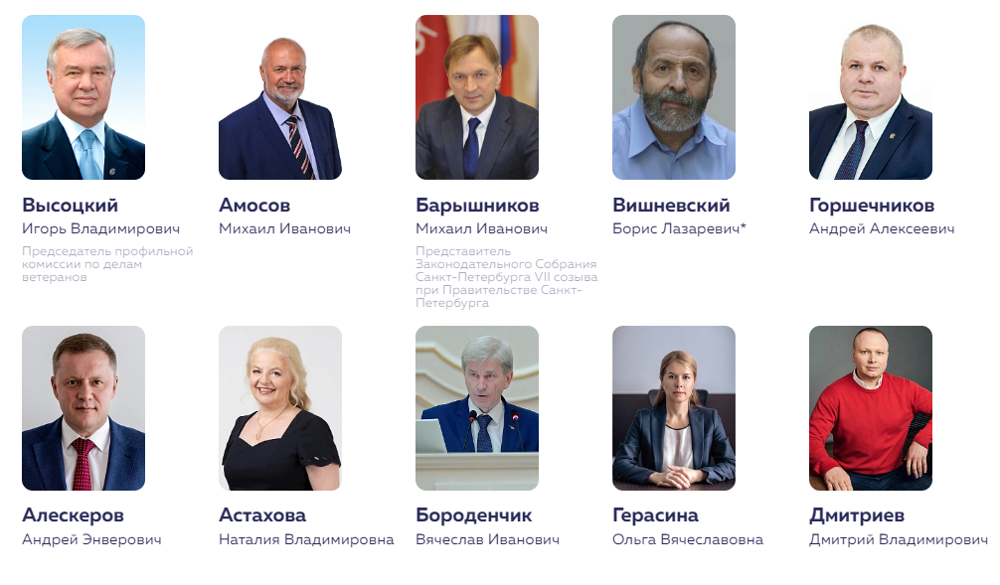 Высоцкий
Игорь Владимирович
Председатель профильной
комиссии по делам
ветеранов
Амосов
Михаил Иванович
Барышников
Михаил Иванович
Представитель
Законодательного Собрания
Санкт-Петербурга VII созыва
при Правительстве Санкт-
Петербурга
Вишневский
Борис Лазаревич*
Горшечников
Андрей Алексеевич
Алескеров
Андрей Энверович
Астахова
Наталия Владимировна
Бороденчик
Вячеслав Иванович
Герасина
Ольга Вячеславовна
Дмитриев
Дмитрий Владимирович